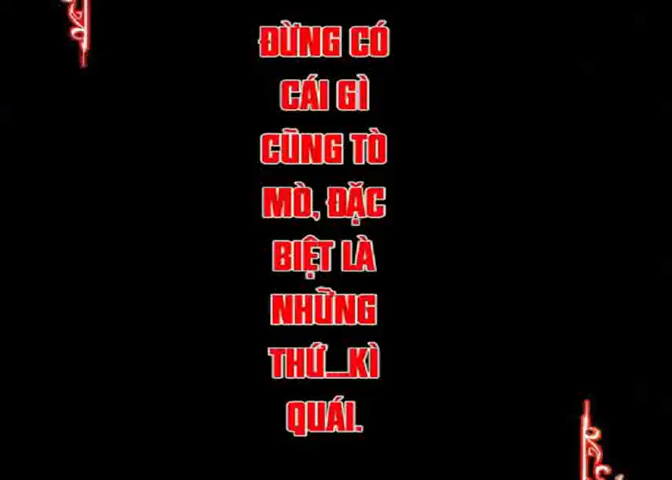 ĐỪNG CÓ
CÁI GÌ
CŨNG TÒ
MÒ, ĐẶC
BIỆT LÀ
NHỮNG
THỨ...KÌ
QUÁI.